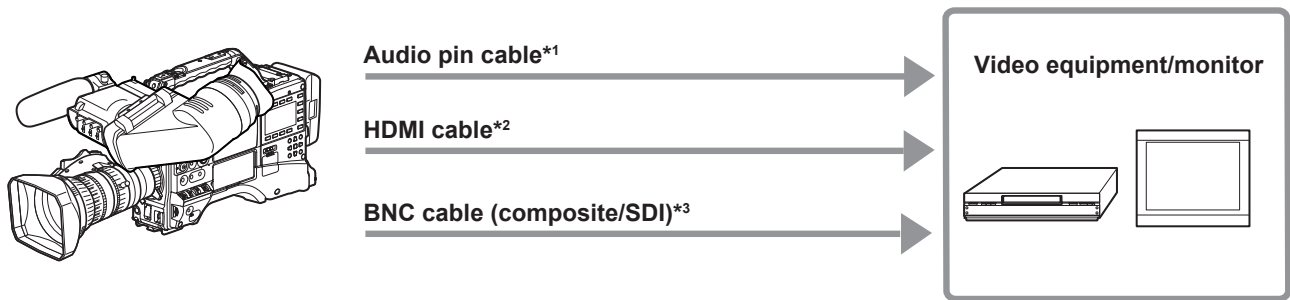 Audio pin cable*1
HDMI cable*2
BNC cable (composite/SDI)*3
Video equipment/monitor